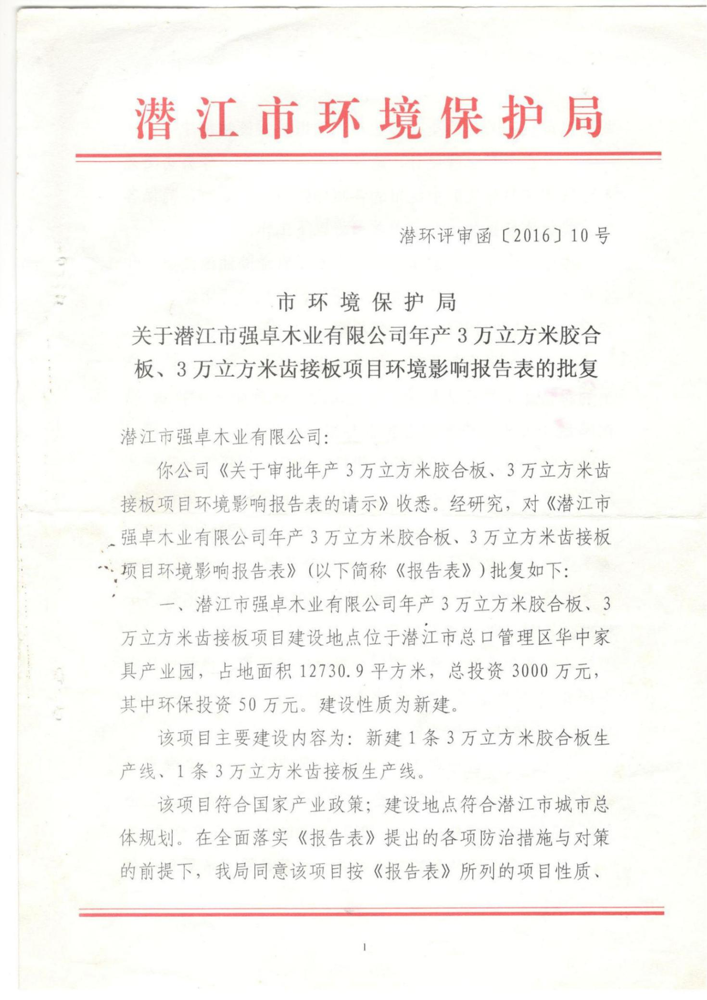 潜江市环境保护局
潜环评审函〔2016〕10号
市环境保护局
关于潜江市强卓木业有限公司年产3万立方米胶合
板、3万立方米齿接板项目环境影响报告表的批复
潜江市强卓木业有限公司:
你公司《关于审批年产3万立方米胶合板、3万立方米齿
接板项目环境影响报告表的请示》收悉。经研究，对《潜江市
强卓木业有限公司年产3万立方米胶合板、3万立方米齿接板
项目环境影响报告表》(以下简称《报告表》)批复如下:
一、潜江市强卓木业有限公司年产3万立方米胶合板、3
万立方米齿接板项目建设地点位于潜江市总口管理区华中家
具产业园，占地面积12730.9平方米，总投资3000万元，
其中环保投资50万元。建设性质为新建。
该项目主要建设内容为：新建1条3万立方米胶合板生
产线、1条3万立方米齿接板生产线。
该项目符合国家产业政策；建设地点符合潜江市城市总
体规划。在全面落实《报告表》提出的各项防治措施与对策
的前提下，我局同意该项目按《报告表》所列的项目性质、
1